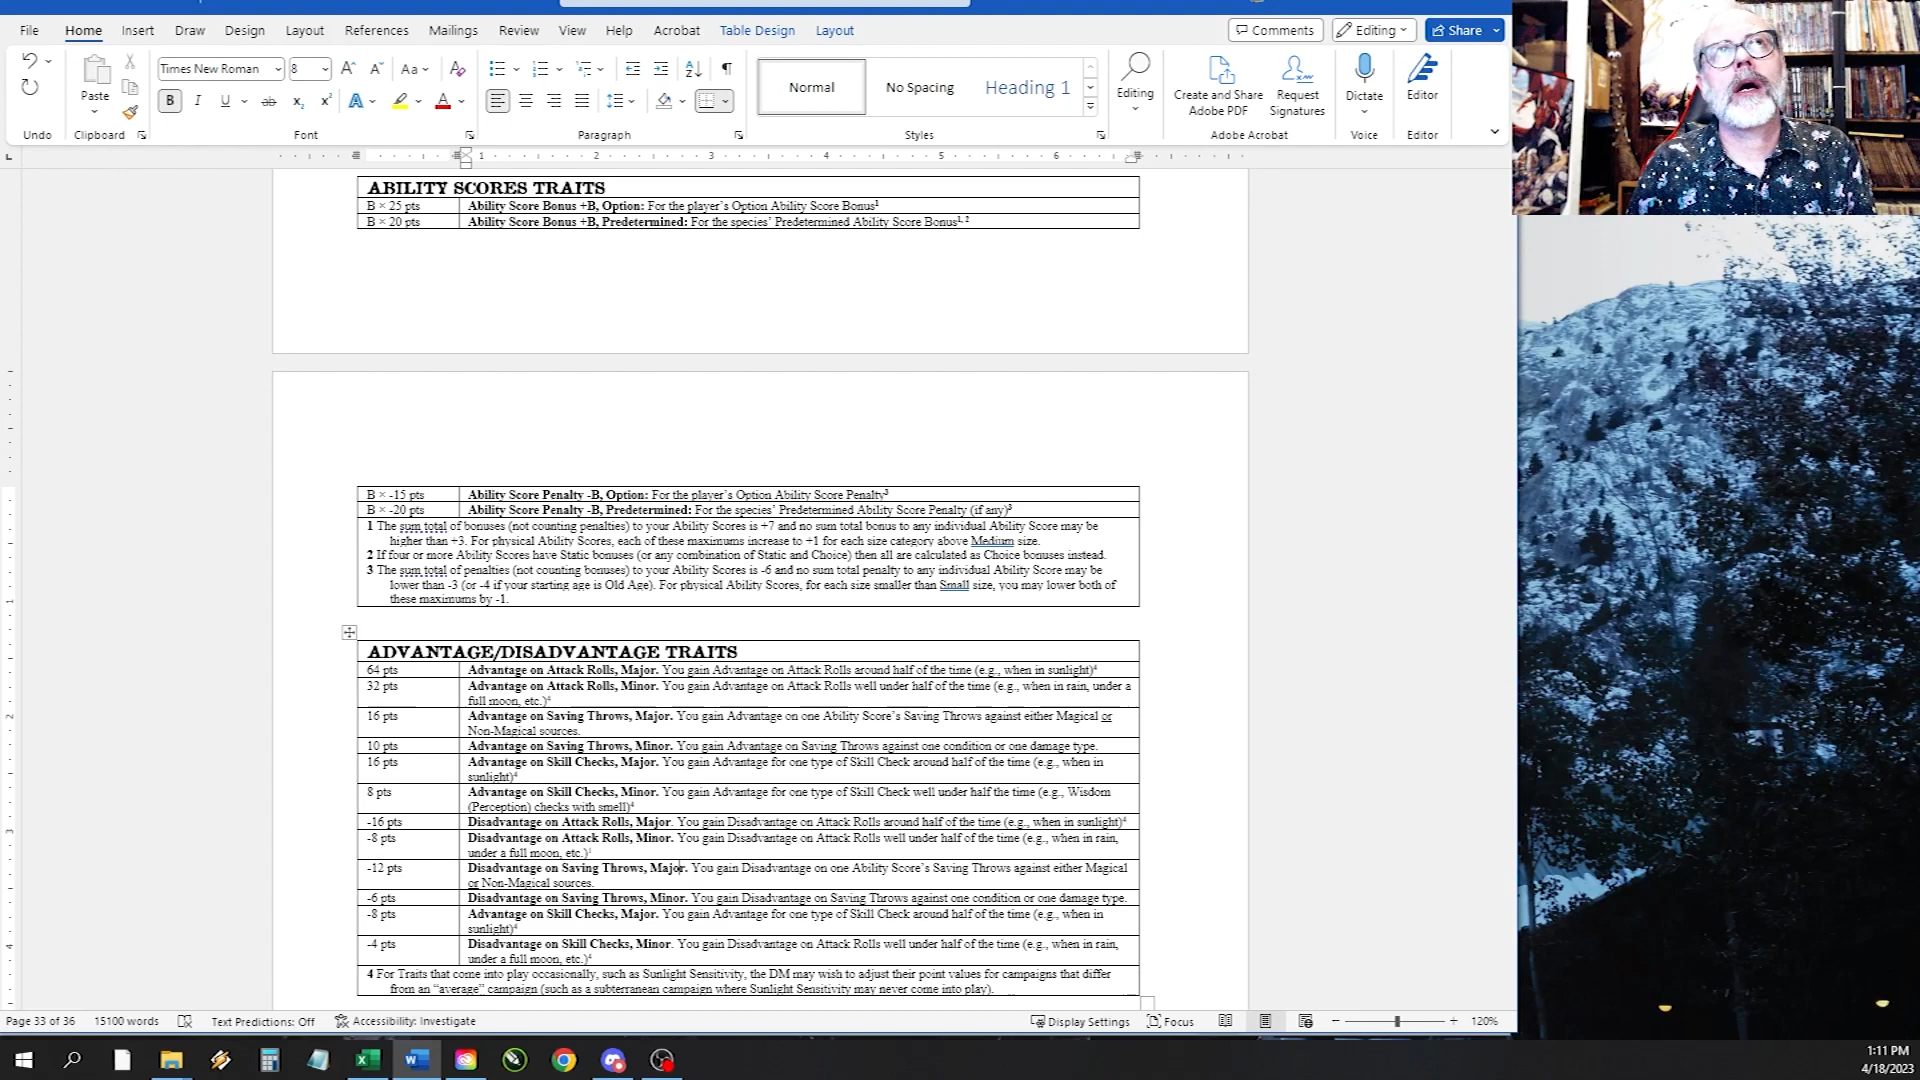 File Home Insert Draw Design Layout References Mailings Review View Help Acrobat Table Design Layout Comments Editing Share
Times New Roman 8 Aa
Paste
Normal No Spacing Heading 1
Editing
Create and Share Adobe PDF
Request Signatures
Dictate
Editor
Undo Clipboard Font Paragraph Styles Adobe Acrobat Voice Editor
1 2 3 4 5 6
ABILITY SCORES TRAITS
B × 25 pts Ability Score Bonus +B, Option: For the player's Option Ability Score Bonus¹
B × 20 pts Ability Score Bonus +B, Predetermined: For the species' Predetermined Ability Score Bonus¹, ²
B × -15 pts Ability Score Penalty -B, Option: For the player's Option Ability Score Penalty³
B × -20 pts Ability Score Penalty -B, Predetermined: For the species' Predetermined Ability Score Penalty (if any)³
1 The sum total of bonuses (not counting penalties) to your Ability Scores is +7 and no sum total bonus to any individual Ability Score may be
higher than +3. For physical Ability Scores, each of these maximums increase to +1 for each size category above Medium size.
2 If four or more Ability Scores have Static bonuses (or any combination of Static and Choice) then all are calculated as Choice bonuses instead.
3 The sum total of penalties (not counting bonuses) to your Ability Scores is -6 and no sum total penalty to any individual Ability Score may be
lower than -3 (or -4 if your starting age is Old Age). For physical Ability Scores, for each size smaller than Small size, you may lower both of
these maximums by -1.
ADVANTAGE/DISADVANTAGE TRAITS
64 pts Advantage on Attack Rolls, Major. You gain Advantage on Attack Rolls around half of the time (e.g., when in sunlight)⁴
32 pts Advantage on Attack Rolls, Minor. You gain Advantage on Attack Rolls well under half of the time (e.g., when in rain, under a
full moon, etc.)⁴
16 pts Advantage on Saving Throws, Major. You gain Advantage on one Ability Score's Saving Throws against either Magical or
Non-Magical sources.
10 pts Advantage on Saving Throws, Minor. You gain Advantage on Saving Throws against one condition or one damage type.
16 pts Advantage on Skill Checks, Major. You gain Advantage for one type of Skill Check around half of the time (e.g., when in
sunlight)⁴
8 pts Advantage on Skill Checks, Minor. You gain Advantage for one type of Skill Check well under half the time (e.g., Wisdom
(Perception) checks with smell)⁴
-16 pts Disadvantage on Attack Rolls, Major. You gain Disadvantage on Attack Rolls around half of the time (e.g., when in sunlight)⁴
-8 pts Disadvantage on Attack Rolls, Minor. You gain Disadvantage on Attack Rolls well under half of the time (e.g., when in rain,
under a full moon, etc.)
-12 pts Disadvantage on Saving Throws, Major. You gain Disadvantage on one Ability Score's Saving Throws against either Magical
or Non-Magical sources.
-6 pts Disadvantage on Saving Throws, Minor. You gain Disadvantage on Saving Throws against one condition or one damage type.
-8 pts Advantage on Skill Checks, Major. You gain Advantage for one type of Skill Check around half of the time (e.g., when in
sunlight)⁴
-4 pts Disadvantage on Skill Checks, Minor. You gain Disadvantage on Attack Rolls well under half of the time (e.g., when in rain,
under a full moon, etc.)⁴
4 For Traits that come into play occasionally, such as Sunlight Sensitivity, the DM may wish to adjust their point values for campaigns that differ
from an “average” campaign (such as a subterranean campaign where Sunlight Sensitivity may never come into play).
Page 33 of 36 15100 words Text Predictions: Off Accessibility: Investigate Display Settings Focus 120%
1:11 PM
4/18/2023